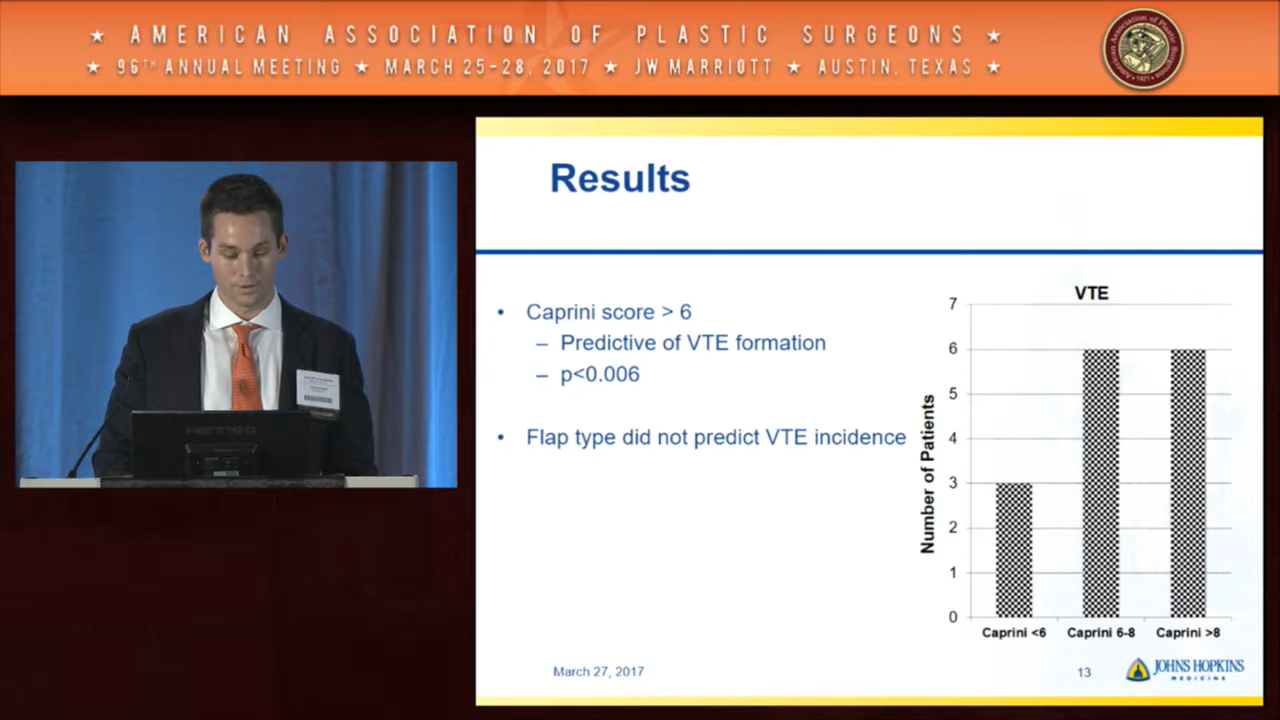 ★ AMERICAN ASSOCIATION OF PLASTIC SURGEONS ★
★ 96TH ANNUAL MEETING ★ MARCH 25-28, 2017 ★ JW MARRIOTT ★ AUSTIN, TEXAS ★
Results
• Caprini score > 6
– Predictive of VTE formation
– p<0.006
• Flap type did not predict VTE incidence
VTE
Number of Patients
7
6
5
4
3
2
1
0
Caprini <6 Caprini 6-8 Caprini >8
March 27, 2017
13
JOHNS HOPKINS
MEDICINE